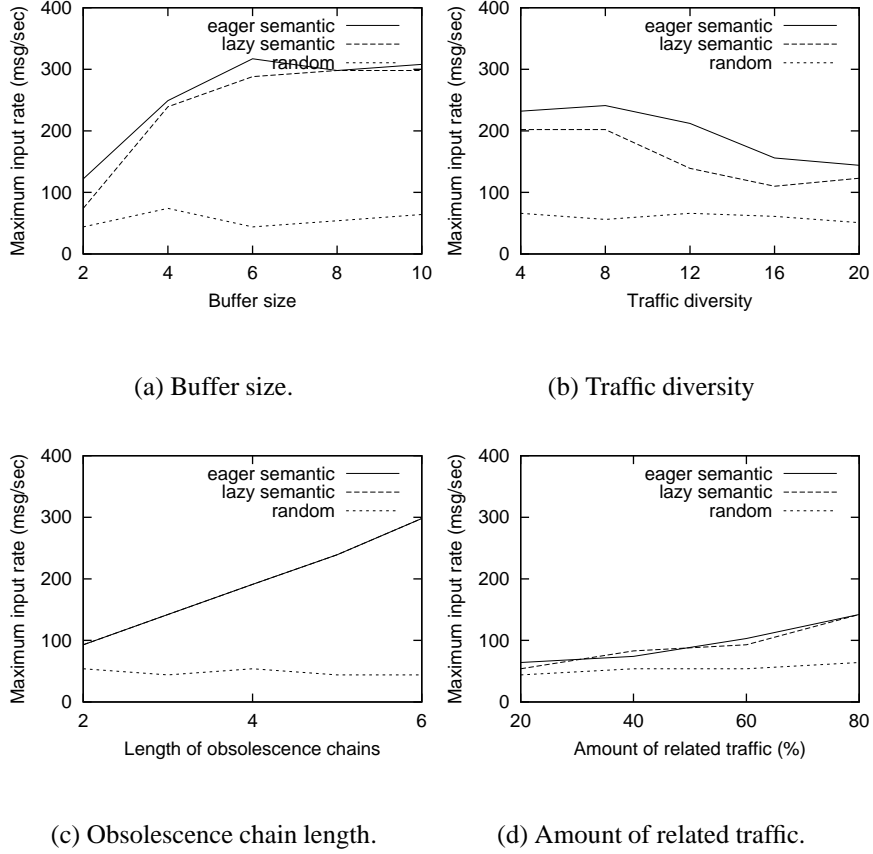 400
300
200
100
0
Maximum input rate (msg/sec)
eager semantic
lazy semantic
random
2 4 6 8 10
Buffer size
(a) Buffer size.
400
300
200
100
0
Maximum input rate (msg/sec)
eager semantic
lazy semantic
random
4 8 12 16 20
Traffic diversity
(b) Traffic diversity
400
300
200
100
0
Maximum input rate (msg/sec)
eager semantic
lazy semantic
random
2 4 6
Length of obsolescence chains
(c) Obsolescence chain length.
400
300
200
100
0
Maximum input rate (msg/sec)
eager semantic
lazy semantic
random
20 40 60 80
Amount of related traffic (%)
(d) Amount of related traffic.